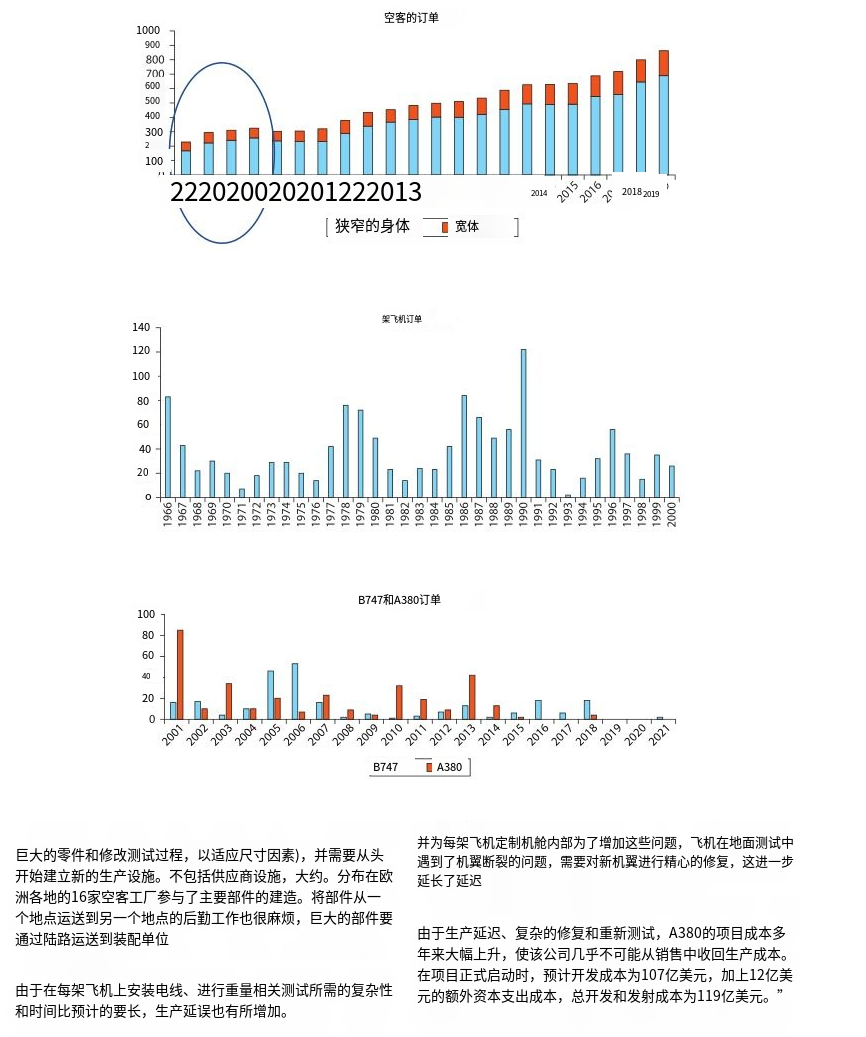 空客的订单
1000
900
800
700
600
500
400
300
2
100
2220200202012222013
2014
2015
2016
20
2018
2019
狭窄的身体
宽体
架飞机订单
140
120
100
80
60
40
20
0
1966 1967 1968 1969 1970 1971 1972 1973 1974 1975 1976 1977 1978 1979 1980 1981 1982 1983 1984 1985 1986 1987 1988 1989 1990 1991 1992 1993 1994 1995 1996 1997 1998 1999 2000
B747和A380订单
100
80
60
40
20
0
2001 2002 2003 2004 2005 2006 2007 2008 2009 2010 2011 2012 2013 2014 2015 2016 2017 2018 2019 2020 2021
B747 A380
巨大的零件和修改测试过程，以适应尺寸因素)，并需要从头
开始建立新的生产设施。不包括供应商设施，大约。分布在欧
洲各地的16家空客工厂参与了主要部件的建造。将部件从一
个地点运送到另一个地点的后勤工作也很麻烦，巨大的部件要
通过陆路运送到装配单位
由于在每架飞机上安装电线、进行重量相关测试所需的复杂性
和时间比预计的要长，生产延误也有所增加。
并为每架飞机定制机舱内部为了增加这些问题，飞机在地面测试中
遇到了机翼断裂的问题，需要对新机翼进行精心的修复，这进一步
延长了延迟
由于生产延迟、复杂的修复和重新测试，A380的项目成本多
年来大幅上升，使该公司几乎不可能从销售中收回生产成本。
在项目正式启动时，预计开发成本为107亿美元，加上12亿美
元的额外资本支出成本，总开发和发射成本为119亿美元。”